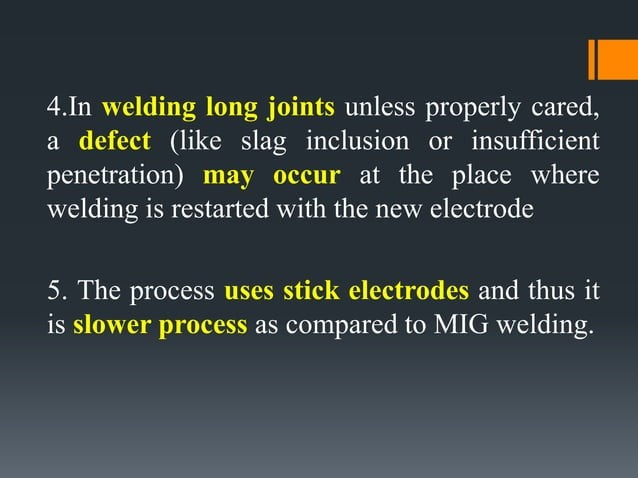 4.In welding long joints unless properly cared,
a defect (like slag inclusion or insufficient
penetration) may occur at the place where
welding is restarted with the new electrode
5. The process uses stick electrodes and thus it
is slower process as compared to MIG welding.